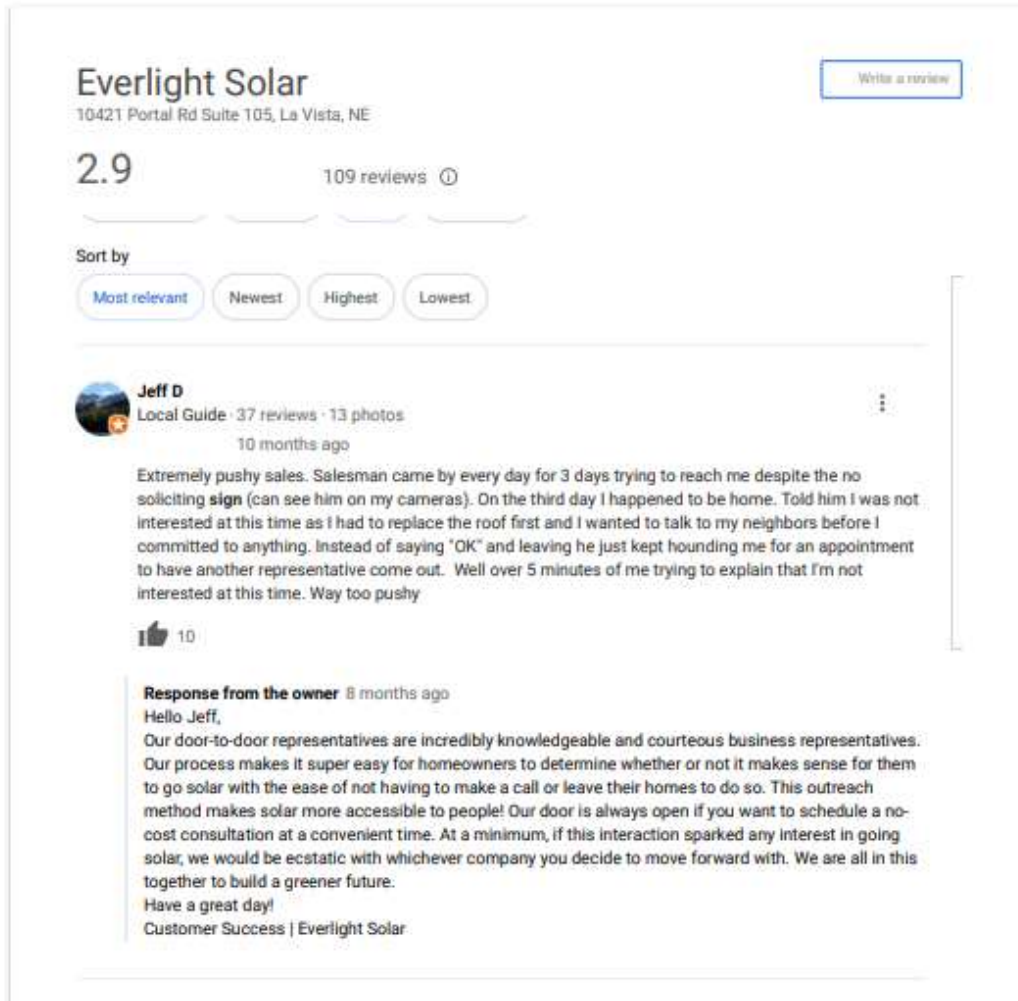 Everlight Solar
Write a review
10421 Portal Rd Suite 105, La Vista, NE
2.9
109 reviews
Sort by
Most relevant
Newest
Highest
Lowest
Jeff D
Local Guide · 37 reviews · 13 photos
10 months ago
Extremely pushy sales. Salesman came by every day for 3 days trying to reach me despite the no
soliciting sign (can see him on my cameras). On the third day I happened to be home. Told him I was not
interested at this time as I had to replace the roof first and I wanted to talk to my neighbors before I
committed to anything. Instead of saying "OK" and leaving he just kept hounding me for an appointment
to have another representative come out. Well over 5 minutes of me trying to explain that I'm not
interested at this time. Way too pushy
10
Response from the owner 8 months ago
Hello Jeff,
Our door-to-door representatives are incredibly knowledgeable and courteous business representatives.
Our process makes it super easy for homeowners to determine whether or not it makes sense for them
to go solar with the ease of not having to make a call or leave their homes to do so. This outreach
method makes solar more accessible to people! Our door is always open if you want to schedule a no-
cost consultation at a convenient time. At a minimum, if this interaction sparked any interest in going
solar, we would be ecstatic with whichever company you decide to move forward with. We are all in this
together to build a greener future.
Have a great day!
Customer Success | Everlight Solar